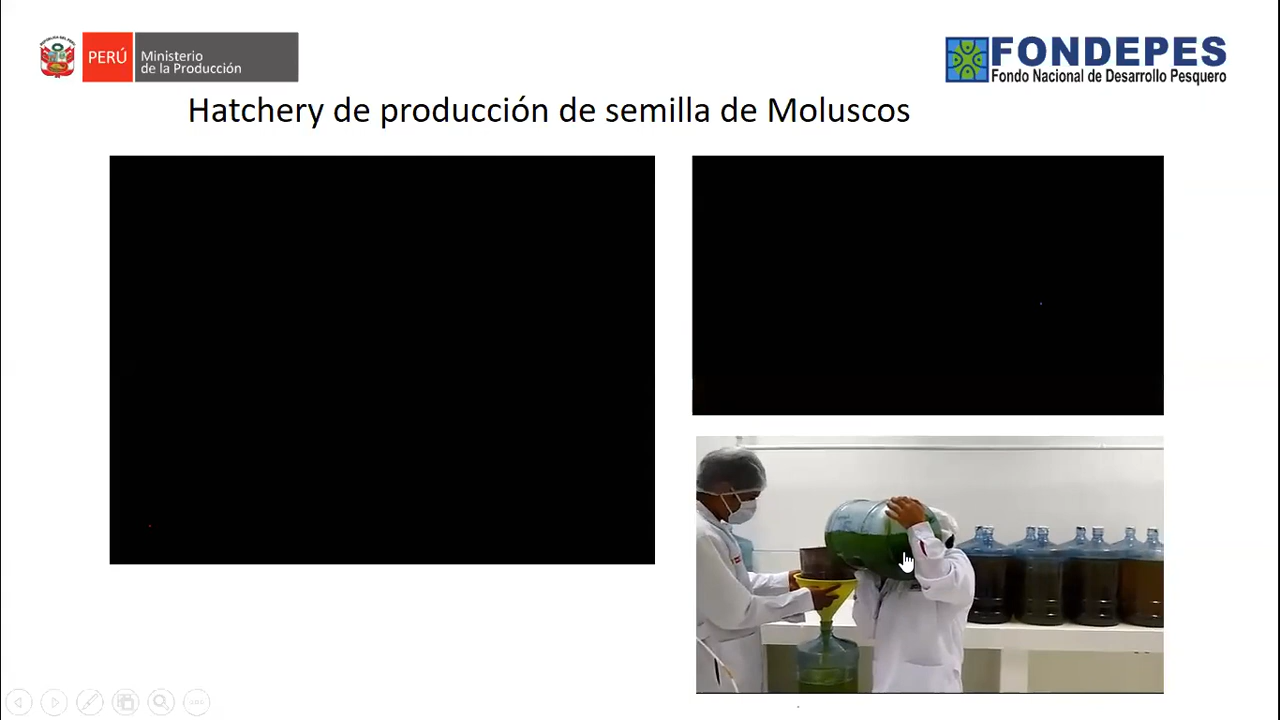 PERÚ
Ministerio
de la Producción
FONDEPES
Fondo Nacional de Desarrollo Pesquero
Hatchery de producción de semilla de Moluscos